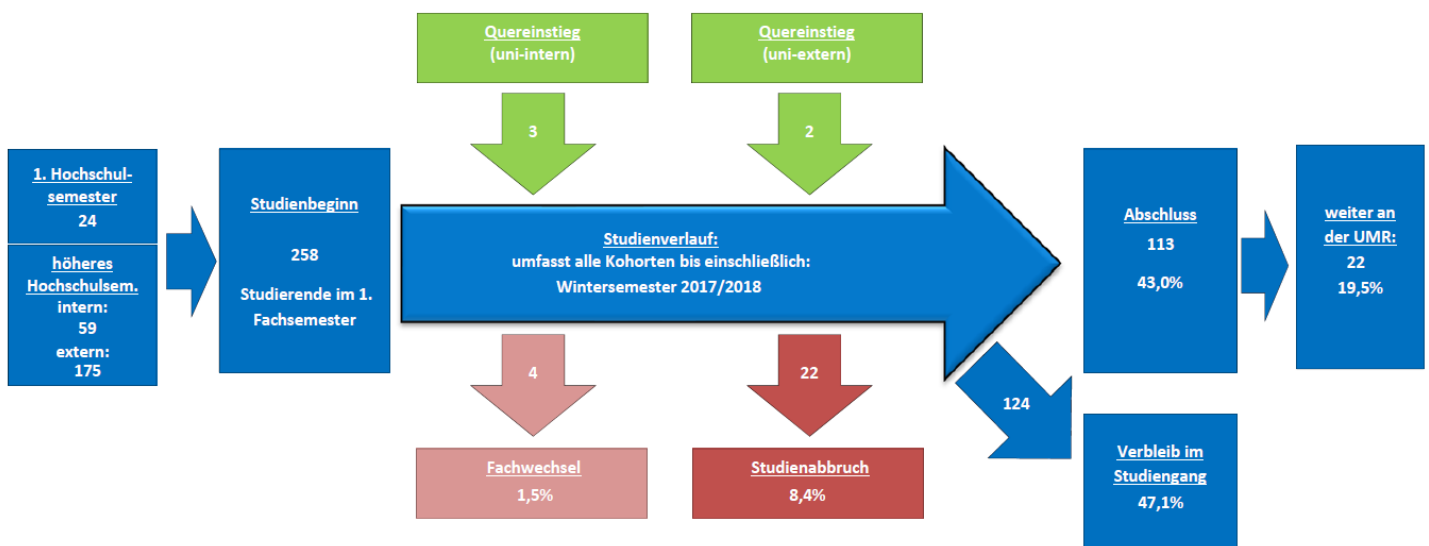 Quereinstieg
(uni-intern)
3
Quereinstieg
(uni-extern)
2
1. Hochschul-
semester
24
höheres
Hochschulsem.
intern:
59
extern:
175
Studienbeginn
258
Studierende im 1.
Fachsemester
Studienverlauf:
umfasst alle Kohorten bis einschließlich:
Wintersemester 2017/2018
4
Fachwechsel
1,5%
22
Studienabbruch
8,4%
Abschluss
113
43,0%
weiter an
der UMR:
22
19,5%
124
Verbleib im
Studiengang
47,1%